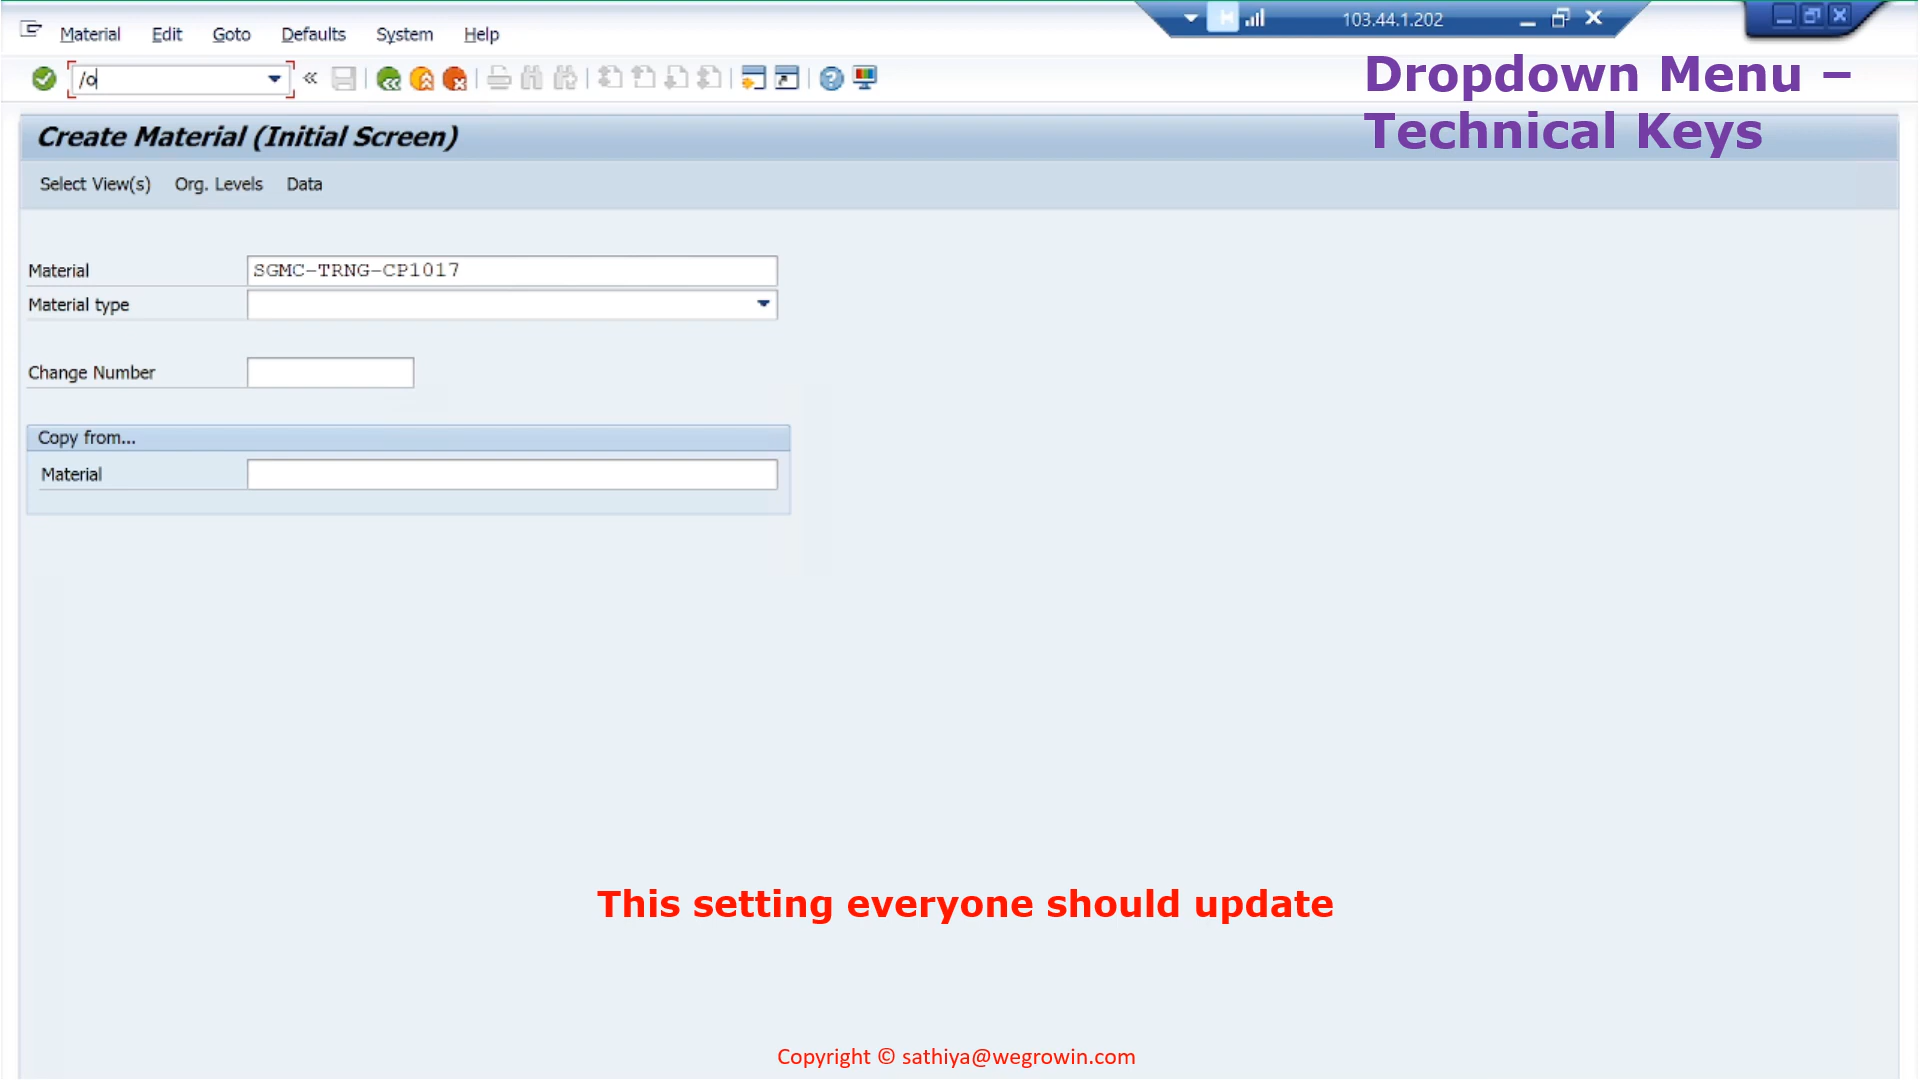 Material Edit Goto Defaults System Help
103.44.1.202
/o
Dropdown Menu –
Technical Keys
Create Material (Initial Screen)
Select View(s) Org. Levels Data
Material SGMC-TRNG-CP1017
Material type
Change Number
Copy from...
Material
This setting everyone should update
Copyright © sathiya@wegrowin.com